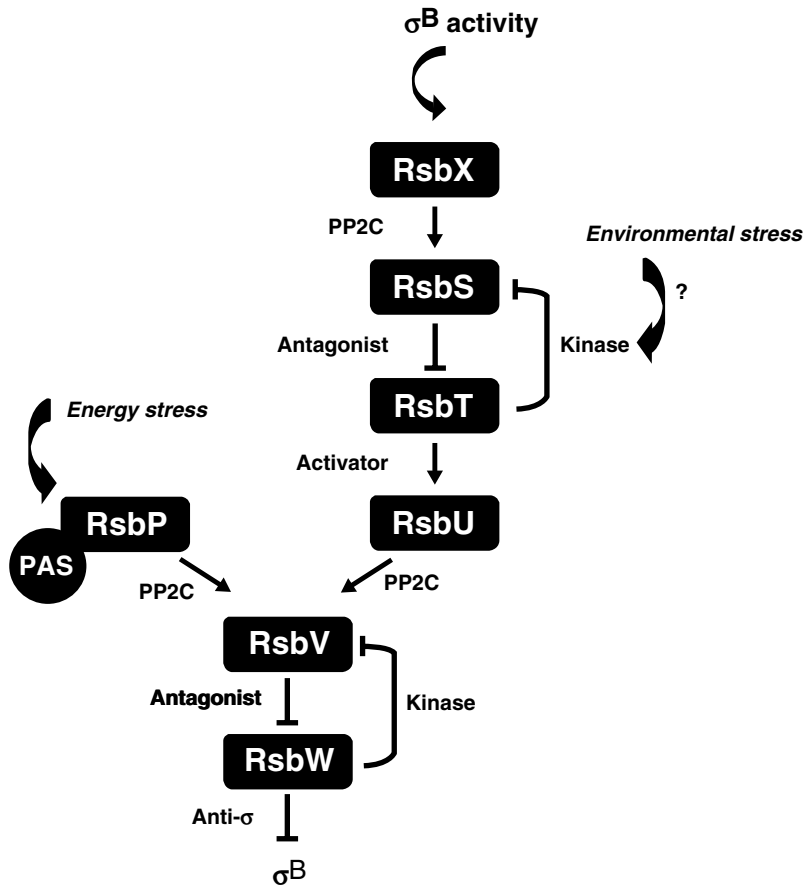 σB activity
RsbX
PP2C
Environmental stress
RsbS
?
Antagonist
Kinase
RsbT
Energy stress
Activator
RsbP
RsbU
PAS
PP2C
PP2C
RsbV
Antagonist
Kinase
RsbW
Anti-σ
σB